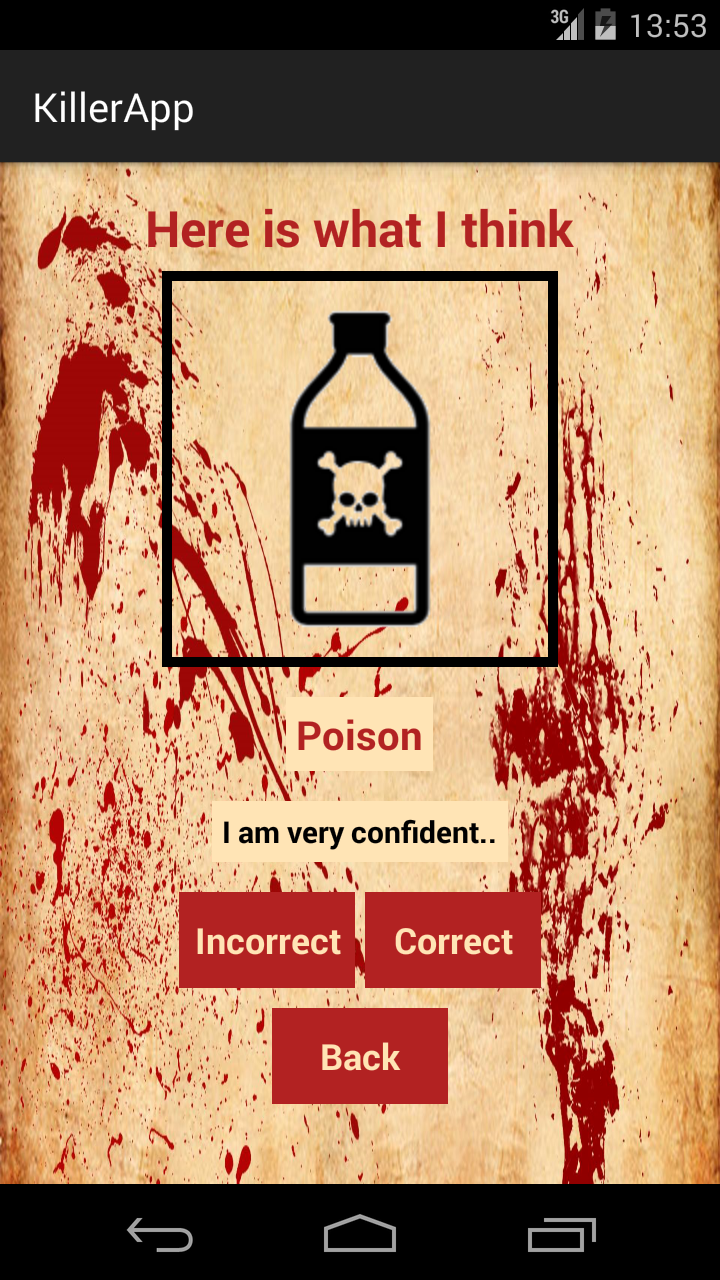 3G 13:53
KillerApp
Here is what I think
Poison
I am very confident..
Incorrect Correct
Back